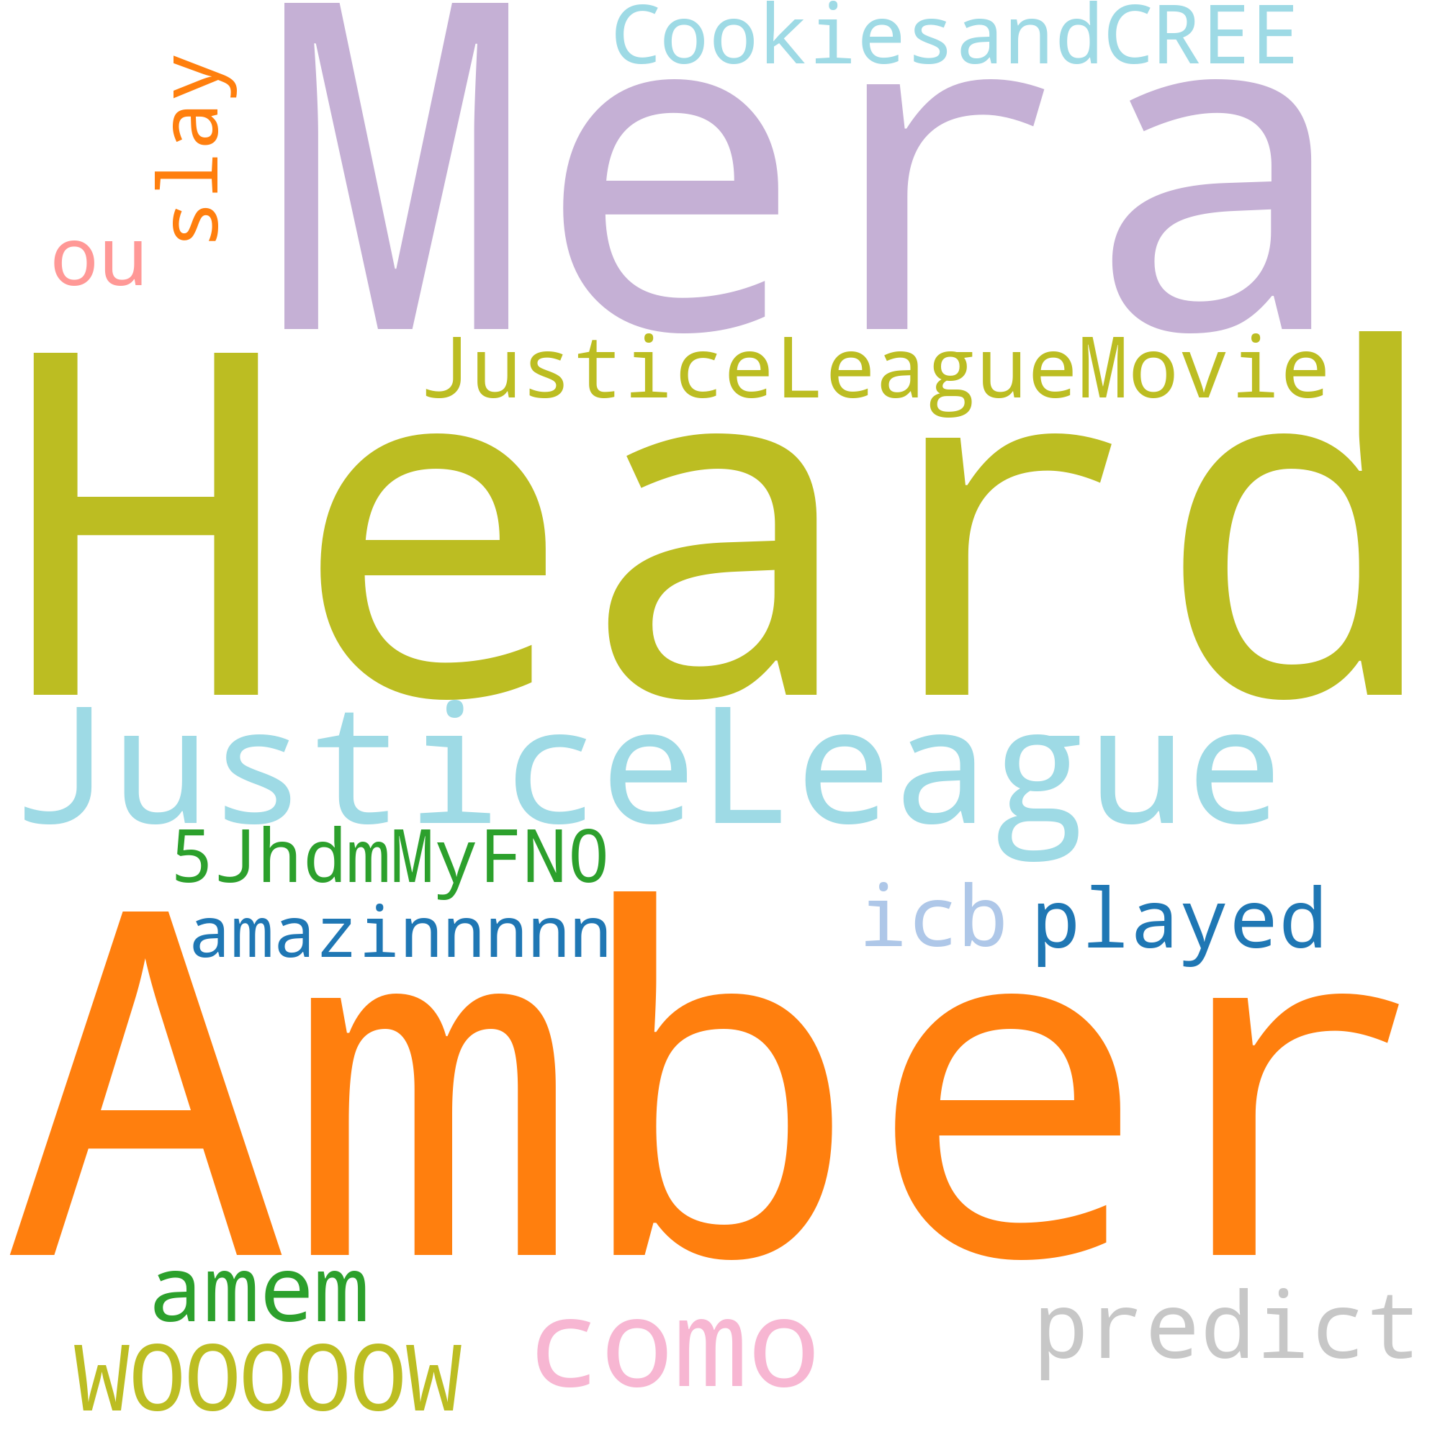 CookiesandCREE
Mera
slay
ou
JusticeLeagueMovie
Heard
JusticeLeague
5JhdmMyFNO
amazinnnnn
icb
played
Amber
amem
como
predict
WOOOOOW